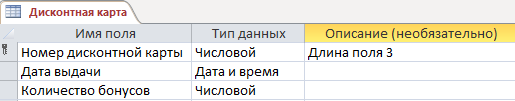 Дисконтная карта
Имя поля Тип данных Описание (необязательно)
Номер дисконтной карты Числовой Длина поля 3
Дата выдачи Дата и время
Количество бонусов Числовой